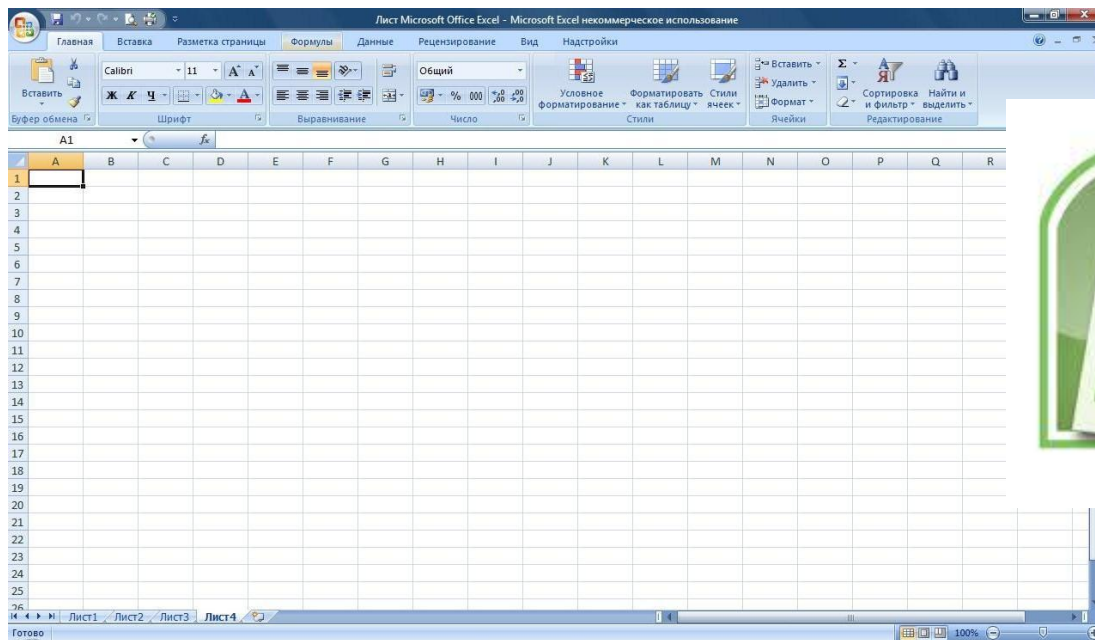 Лист Microsoft Office Excel - Microsoft Excel некоммерческое использование
Главная Вставка Разметка страницы Формулы Данные Рецензирование Вид Надстройки
Вставить
Calibri 11
Общий
Ж К Ч
% 000
Условное форматирование
Форматировать как таблицу
Стили ячеек
Вставить
Удалить
Формат
Σ
Сортировка и фильтр
Найти и выделить
Буфер обмена Шрифт Выравнивание Число Стили Ячейки Редактирование
A1 fx
A B C D E F G H I J K L M N O P Q R
1
2
3
4
5
6
7
8
9
10
11
12
13
14
15
16
17
18
19
20
21
22
23
24
25
26
Лист1 Лист2 Лист3 Лист4
Готово 100%